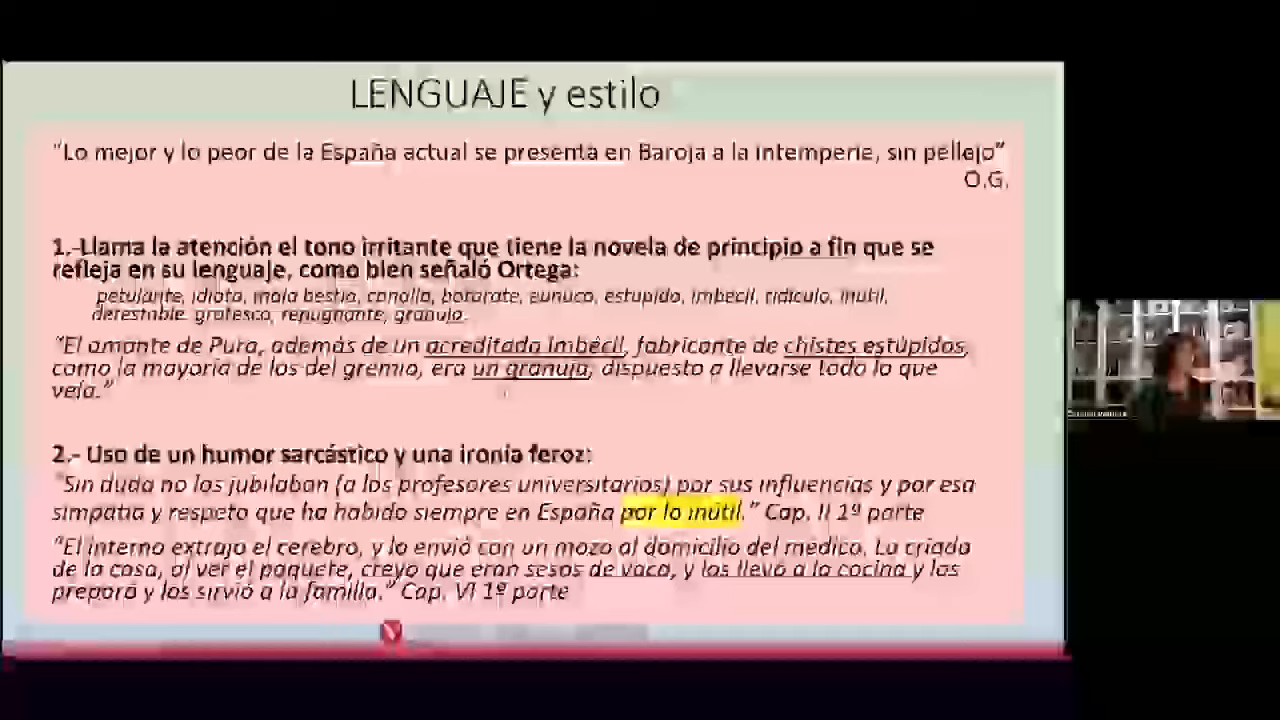 LENGUAJE y estilo
"Lo mejor y lo peor de la España actual se presenta en Baroja a la intemperie, sin pellejo"
O.G.
1.-Llama la atención el tono irritante que tiene la novela de principio a fin que se
refleja en su lenguaje, como bien señaló Ortega:
petulante, idiota, mala bestia, canalla, botarate, eunuco, estúpido, imbécil, ridículo, inútil,
detestable, grotesco, repugnante, granuja.
"El amante de Pura, además de un acreditado imbécil, fabricante de chistes estúpidos,
como la mayoría de los del gremio, era un granuja, dispuesto a llevarse todo lo que
veía."
2.- Uso de un humor sarcástico y una ironía feroz:
"Sin duda no los jubilaban (a los profesores universitarios) por sus influencias y por esa
simpatía y respeto que ha habido siempre en España por lo inútil." Cap. II 1ª parte
"El interno extrajo el cerebro, y lo envió con un mozo al domicilio del médico. La criada
de la casa, al ver el paquete, creyó que eran sesos de vaca, y los llevó a la cocina y los
preparó y los sirvió a la familia." Cap. VI 1ª parte